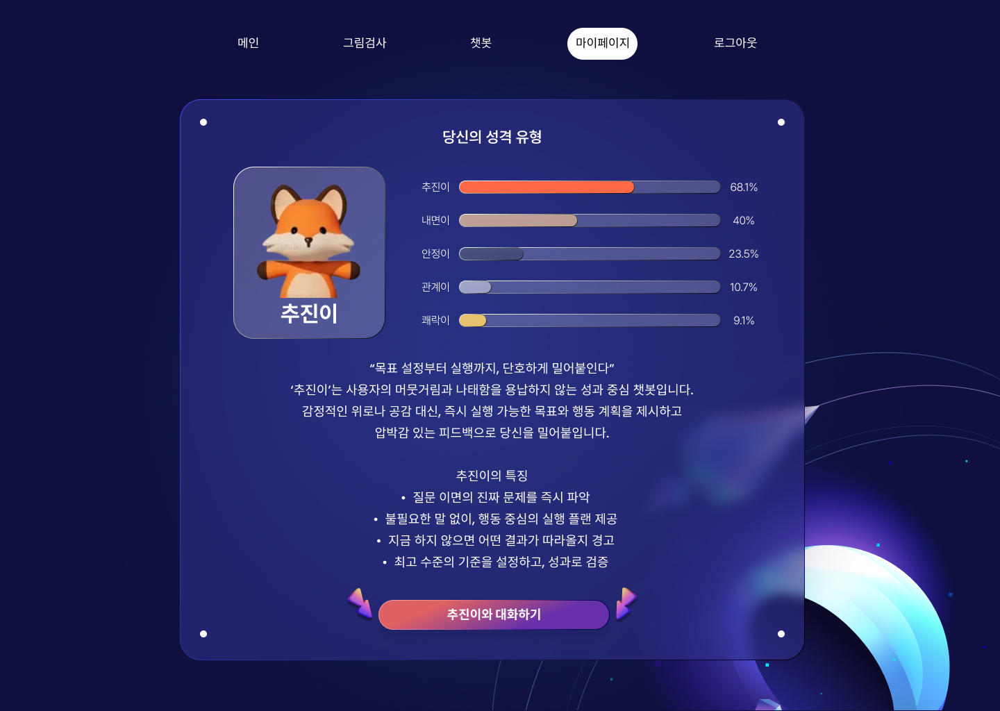 메인
그림검사
챗봇
마이페이지
로그아웃
당신의 성격 유형
추진이
추진이 68.1%
내면이 40%
안정이 23.5%
관계이 10.7%
쾌락이 9.1%
“목표 설정부터 실행까지, 단호하게 밀어붙인다”
‘추진이’는 사용자의 머뭇거림과 나태함을 용납하지 않는 성과 중심 챗봇입니다.
감정적인 위로나 공감 대신, 즉시 실행 가능한 목표와 행동 계획을 제시하고
압박감 있는 피드백으로 당신을 밀어붙입니다.
추진이의 특징
• 질문 이면의 진짜 문제를 즉시 파악
• 불필요한 말 없이, 행동 중심의 실행 플랜 제공
• 지금 하지 않으면 어떤 결과가 따라올지 경고
• 최고 수준의 기준을 설정하고, 성과로 검증
추진이와 대화하기